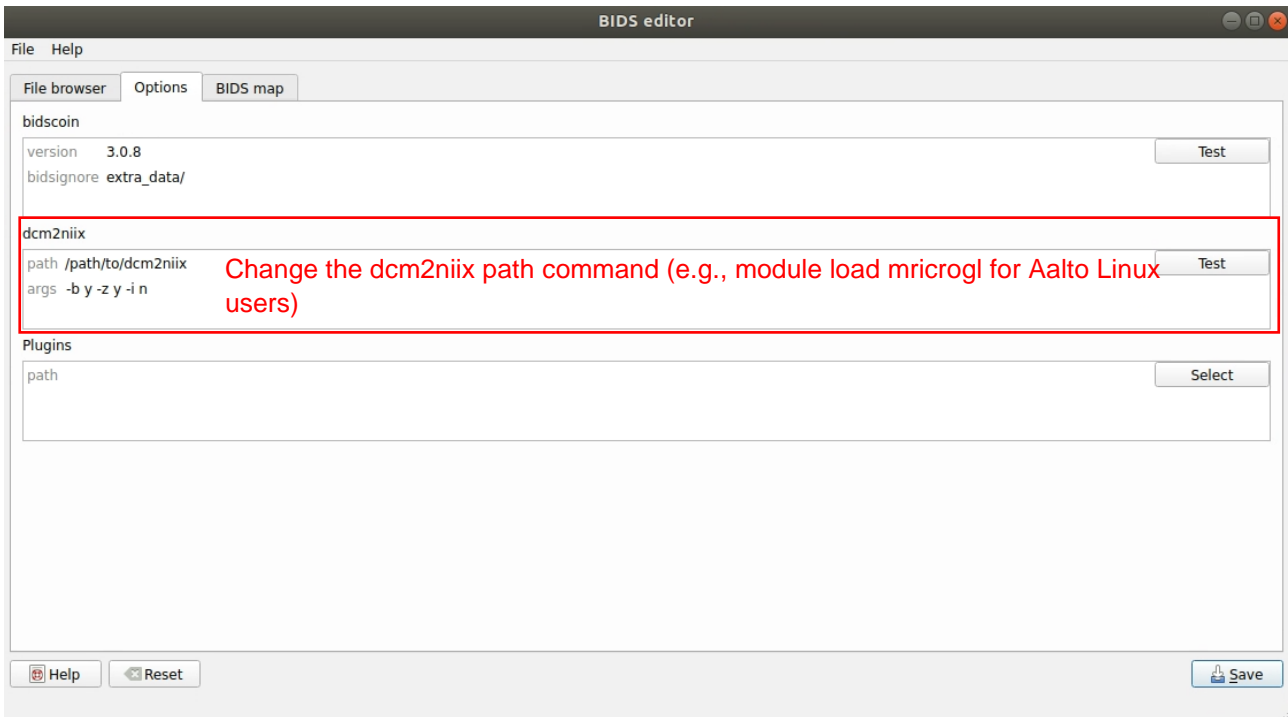 BIDS editor
File Help
File browser Options BIDS map
bidscoin
version 3.0.8 Test
bidsignore extra_data/
dcm2niix
path /path/to/dcm2niix Test
args -b y -z y -i n
Change the dcm2niix path command (e.g., module load mricrogl for Aalto Linux
users)
Plugins
path Select
Help Reset Save